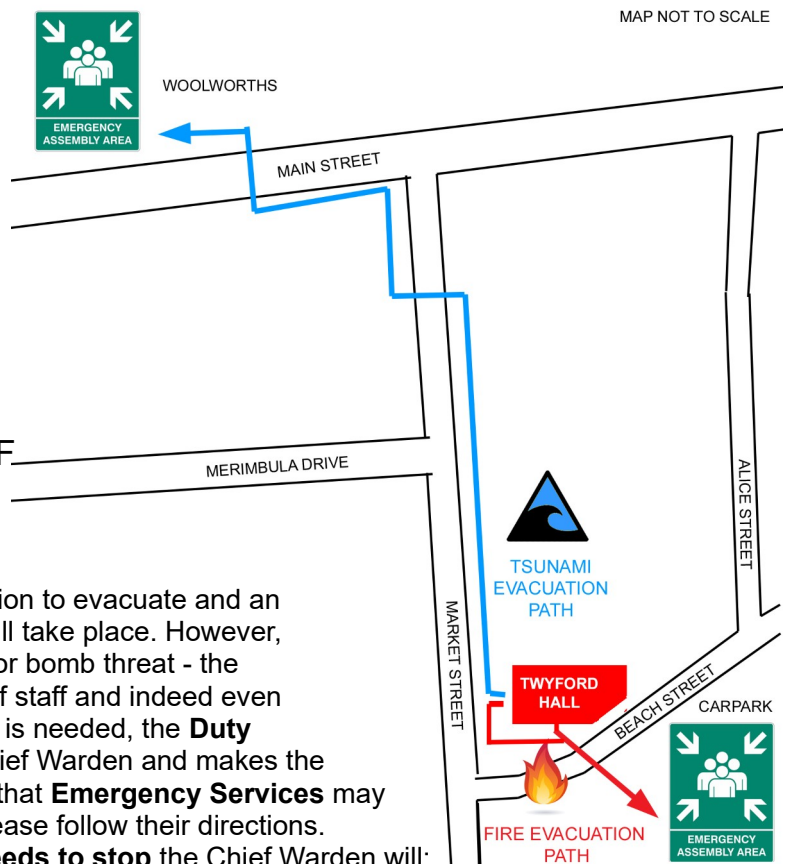 MAP NOT TO SCALE
WOOLWORTHS
EMERGENCY
ASSEMBLY AREA
MAIN STREET
F
MERIMBULA DRIVE
ALICE STREET
TSUNAMI
EVACUATION
PATH
MARKET STREET
TWYFORD
HALL
BEACH STREET
CARPARK
EMERGENCY
ASSEMBLY AREA
FIRE EVACUATION
PATH
ion to evacuate and an
ll take place. However,
or bomb threat - the
f staff and indeed even
is needed, the Duty
hief Warden and makes the
that Emergency Services may
ease follow their directions.
eeds to stop the Chief Warden will: